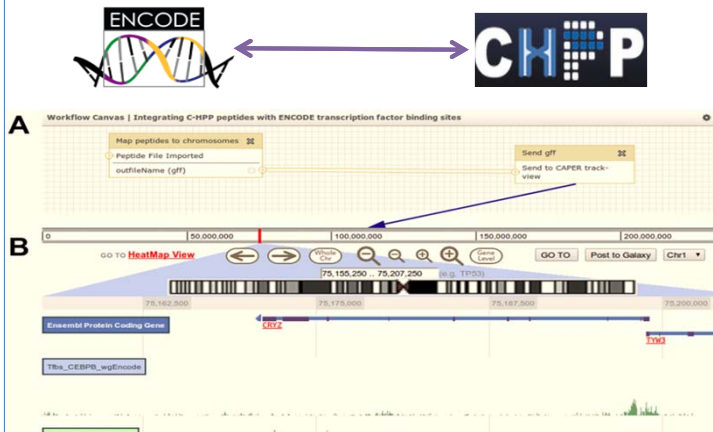 ENCODE
CHPP
A
Workflow Canvas | Integrating C-HPP peptides with ENCODE transcription factor binding sites
Map peptides to chromosomes
Peptide File Imported
outfileName (gff)
Send gff
Send to CAPER track-
view
B
0 50,000,000 100,000,000 150,000,000 200,000,000
GO TO HeatMap View Whole Chr Gene Level GO TO Post to Galaxy Chr1
75,155,250 .. 75,207,250 (e.g. TP53)
75,162,500 75,175,000 75,187,500 75,200,000
Ensembl Protein Coding Gene
CRYZ
TYW3
Tfbs_CEBPB_wgEncode